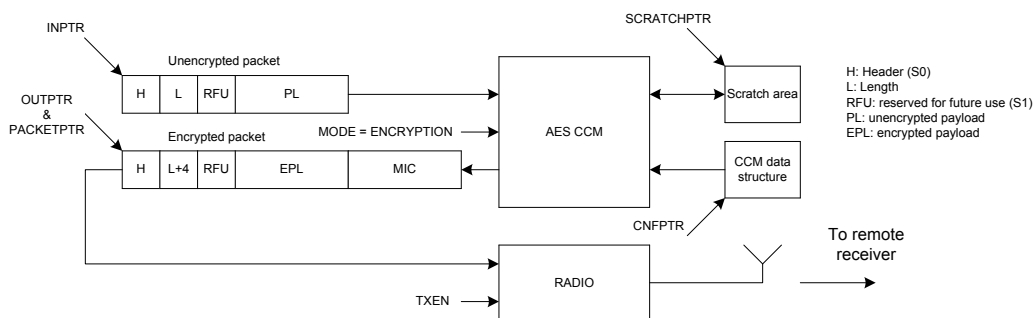 SCRATCHPTR
INPTR
Unencrypted packet
H L RFU PL
OUTPTR
&
PACKETPTR
MODE = ENCRYPTION
Encrypted packet
H L+4 RFU EPL MIC
AES CCM
Scratch area
CCM data
structure
CNFPTR
H: Header (S0)
L: Length
RFU: reserved for future use (S1)
PL: unencrypted payload
EPL: encrypted payload
To remote
receiver
RADIO
TXEN